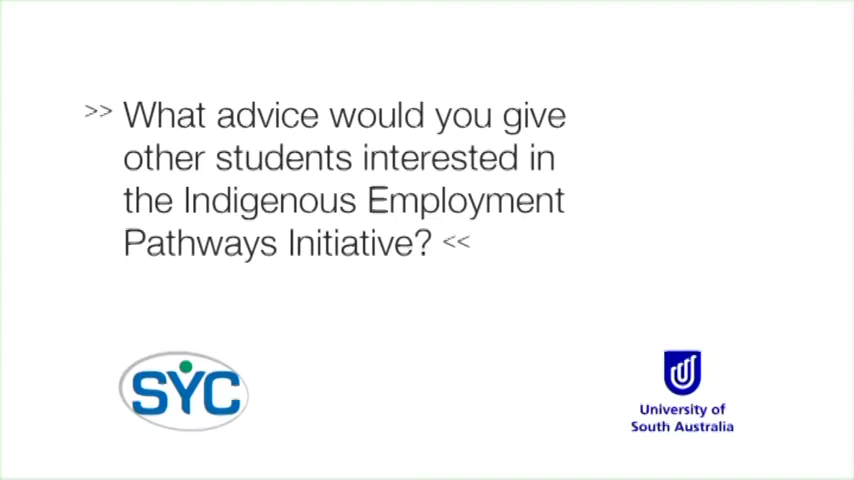 >> What advice would you give
other students interested in
the Indigenous Employment
Pathways Initiative? <<
SYC
University of
South Australia